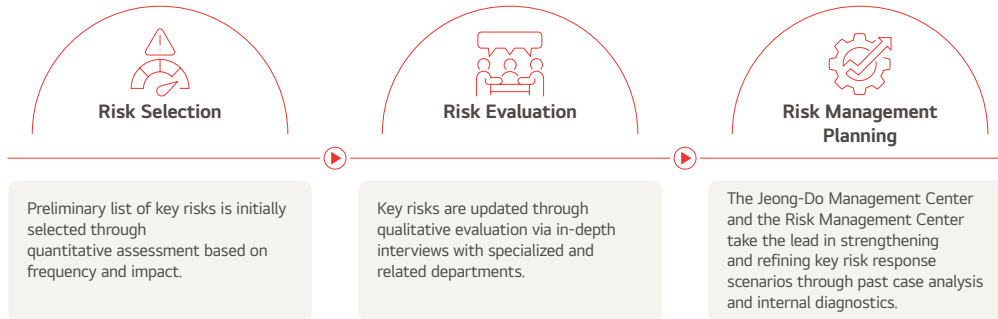 Risk Selection
Preliminary list of key risks is initially
selected through
quantitative assessment based on
frequency and impact.
Risk Evaluation
Key risks are updated through
qualitative evaluation via in-depth
interviews with specialized and
related departments.
Risk Management
Planning
The Jeong-Do Management Center
and the Risk Management Center
take the lead in strengthening
and refining key risk response
scenarios through past case analysis
and internal diagnostics.